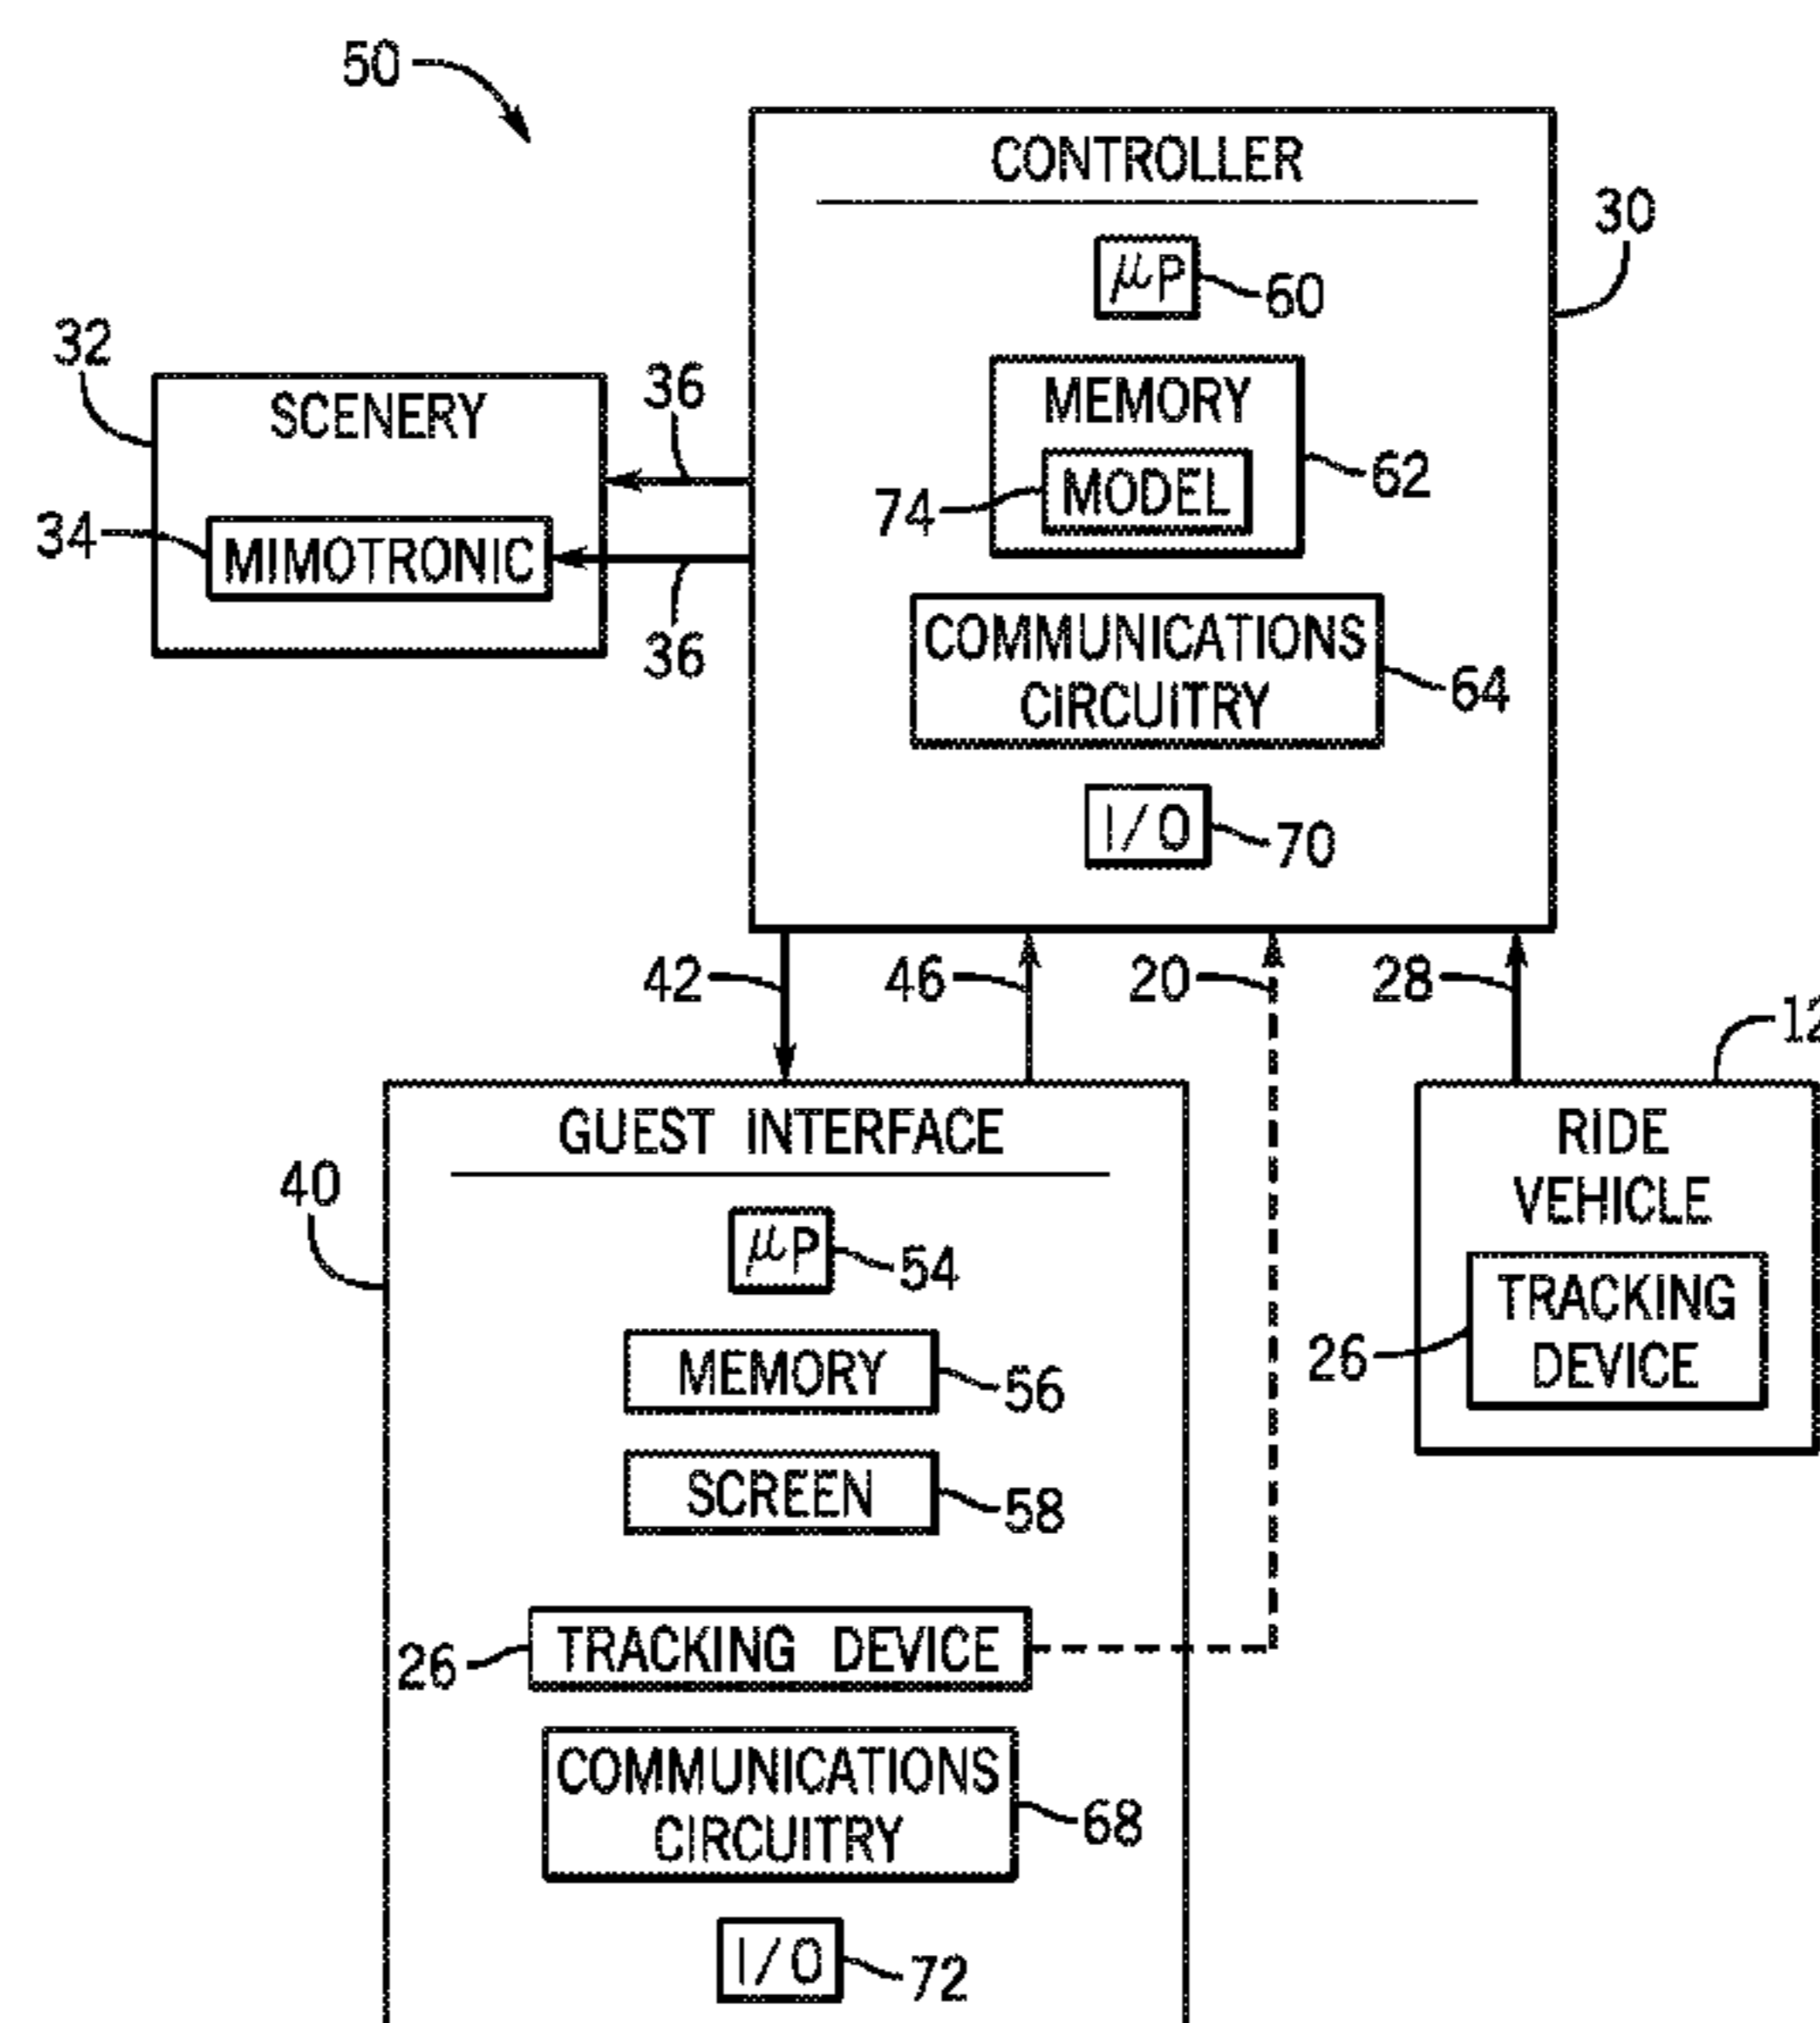 50
CONTROLLER
30
μP
60
32
SCENERY
36
MEMORY
62
74
MODEL
34
MIMOTRONIC
36
COMMUNICATIONS
CIRCUITRY
64
I/O
70
42
46
20
28
12
GUEST INTERFACE
RIDE
VEHICLE
40
μP
54
TRACKING
DEVICE
26
MEMORY
56
SCREEN
58
26
TRACKING DEVICE
COMMUNICATIONS
CIRCUITRY
68
I/O
72